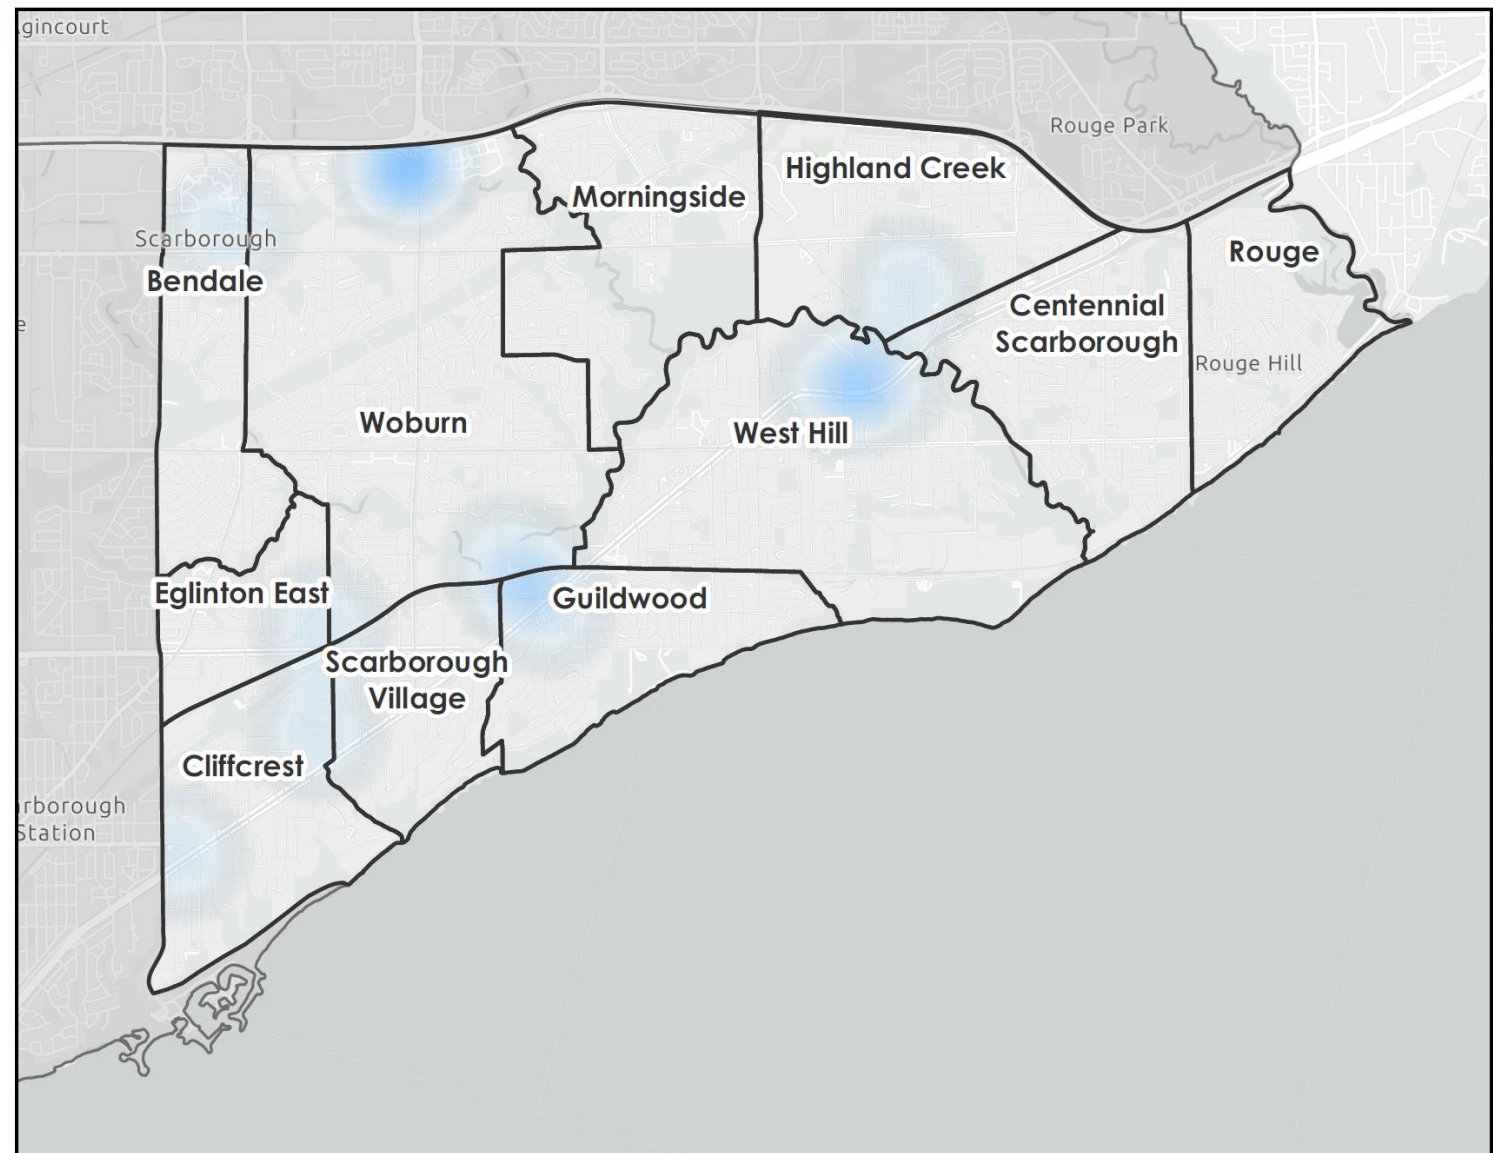 gincourt
Rouge Park
Highland Creek
Morningside
Scarborough
Rouge
Bendale
Centennial
Scarborough
Rouge Hill
Woburn
West Hill
Eglinton East
Guildwood
Scarborough
Village
Cliffcrest
rborough
Station